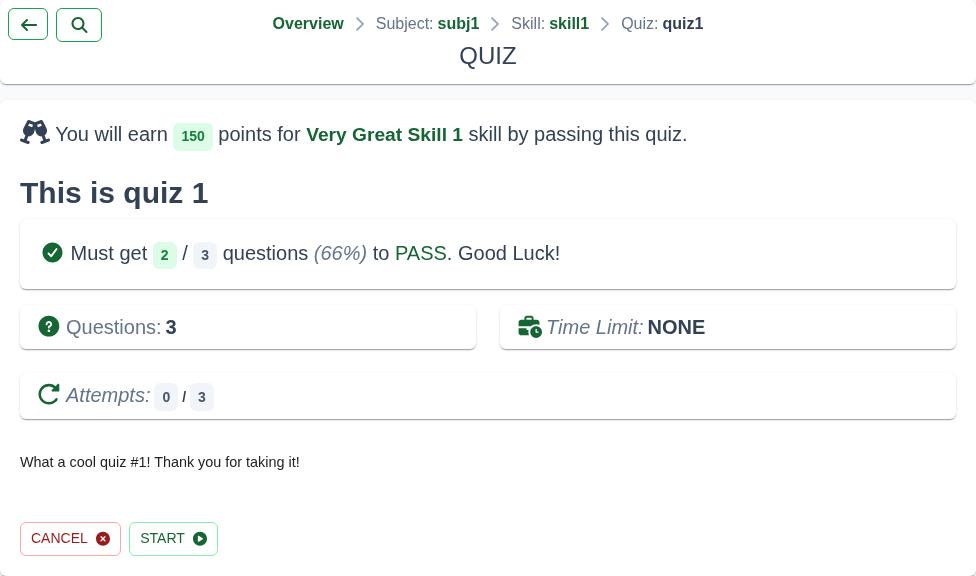 Overview > Subject: subj1 > Skill: skill1 > Quiz: quiz1
QUIZ
You will earn 150 points for Very Great Skill 1 skill by passing this quiz.
This is quiz 1
Must get 2 / 3 questions (66%) to PASS. Good Luck!
Questions: 3
Time Limit: NONE
Attempts: 0 / 3
What a cool quiz #1! Thank you for taking it!
CANCEL
START